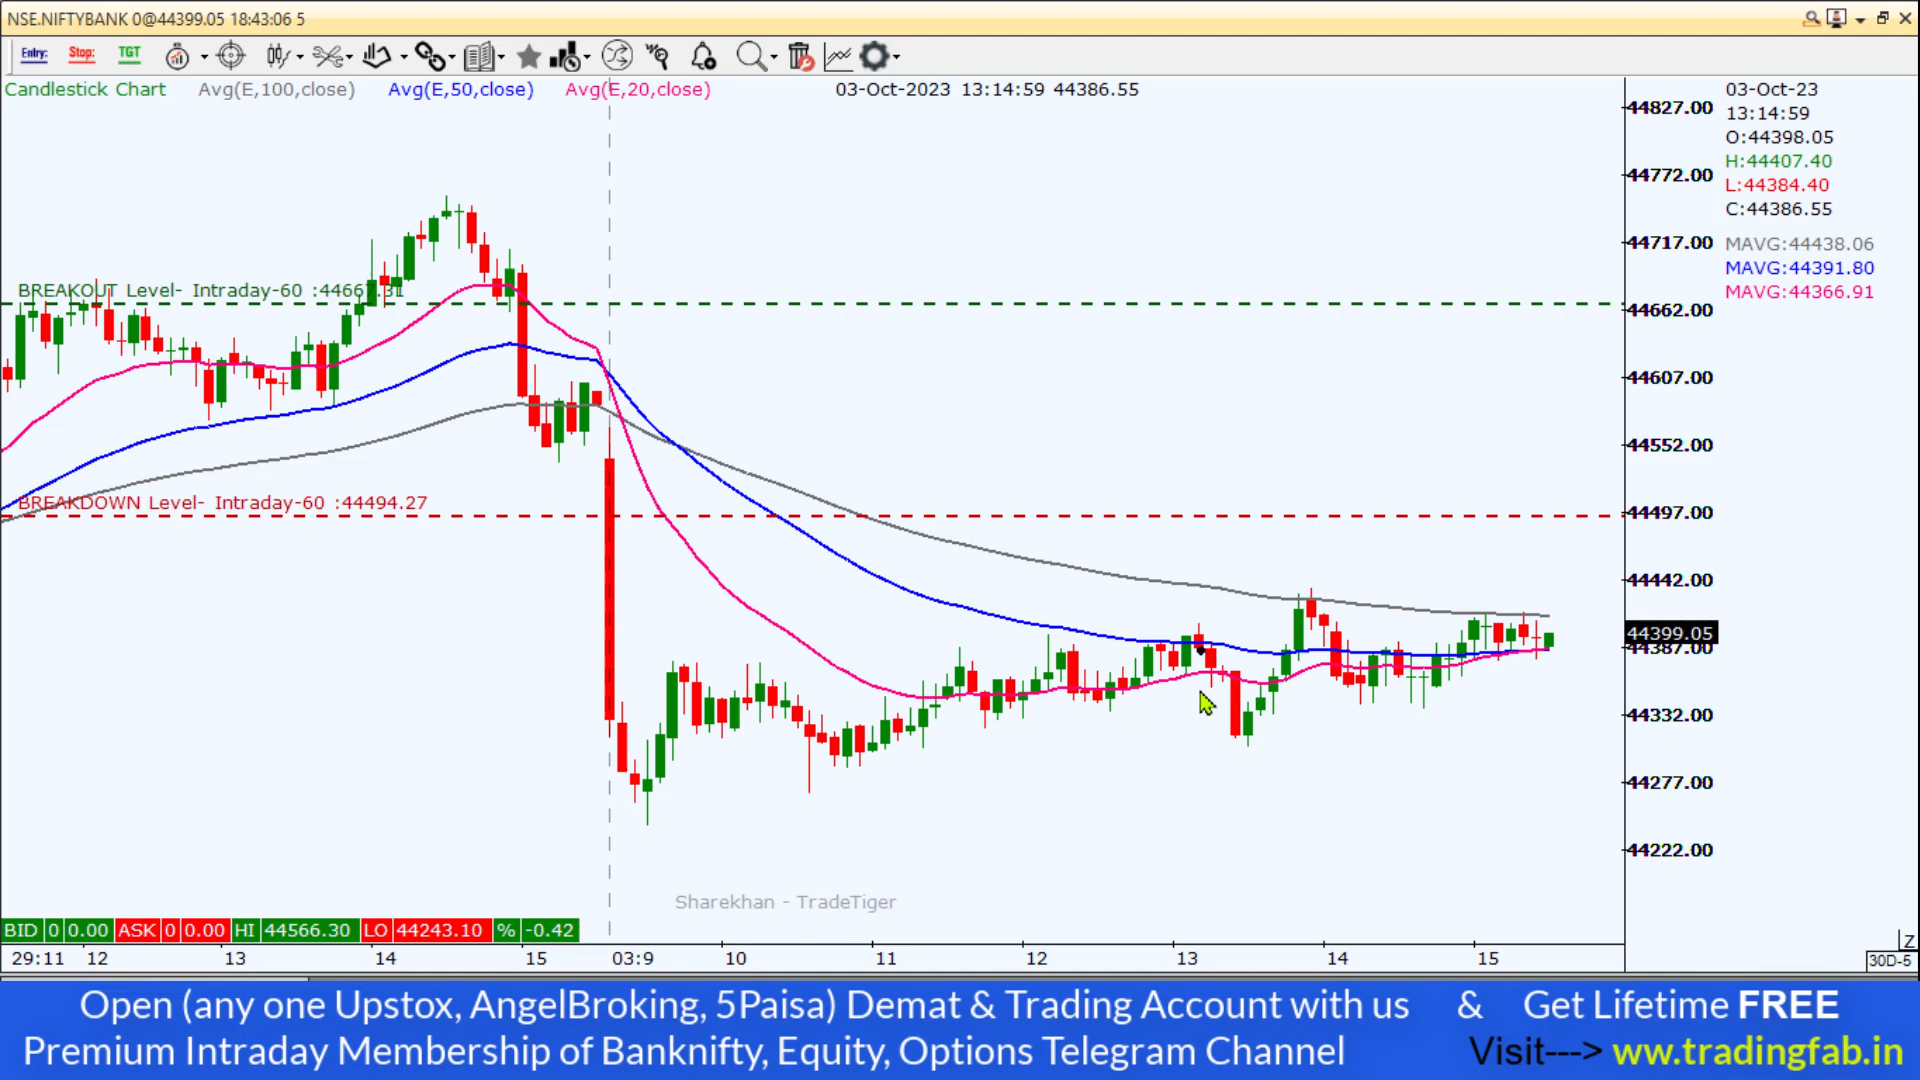 NSE.NIFTYBANK 0@44399.05 18:43:06 5
Entry: Stop: TGT
Candlestick Chart Avg(E,100,close) Avg(E,50,close) Avg(E,20,close) 03-Oct-2023 13:14:59 44386.55
03-Oct-23
13:14:59
O:44398.05
H:44407.40
L:44384.40
C:44386.55
MAVG:44438.06
MAVG:44391.80
MAVG:44366.91
44827.00
44772.00
44717.00
44662.00
44607.00
44552.00
44497.00
44442.00
44399.05
44387.00
44332.00
44277.00
44222.00
BREAKOUT Level- Intraday-60 :44667.31
BREAKDOWN Level- Intraday-60 :44494.27
Sharekhan - TradeTiger
BID 0 0.00 ASK 0 0.00 HI 44566.30 LO 44243.10 % -0.42
29:11 12 13 14 15 03:9 10 11 12 13 14 15
Z
30D-5
Open (any one Upstox, AngelBroking, 5Paisa) Demat & Trading Account with us & Get Lifetime FREE
Premium Intraday Membership of Banknifty, Equity, Options Telegram Channel Visit---> ww.tradingfab.in